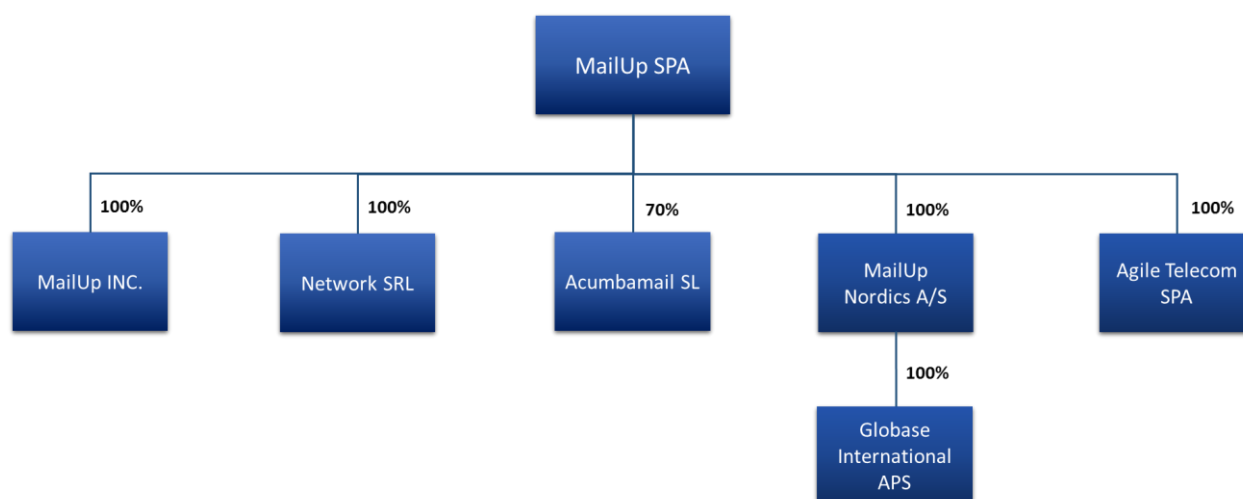 MailUp SPA
100%
100%
70%
100%
100%
MailUp INC.
Network SRL
Acumbamail SL
MailUp
Nordics A/S
Agile Telecom
SPA
100%
Globase
International
APS